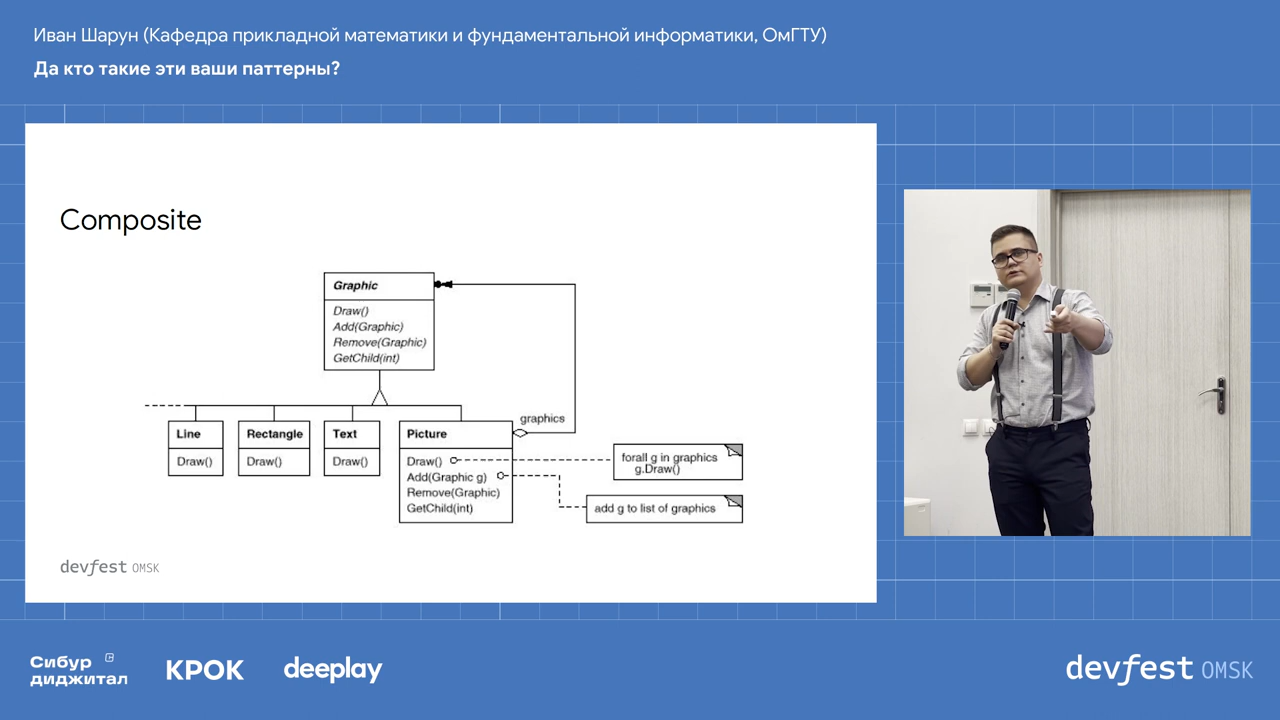 Иван Шарун (Кафедра прикладной математики и фундаментальной информатики, ОмГТУ)
Да кто такие эти ваши паттерны?
Composite
Graphic
Draw()
Add(Graphic)
Remove(Graphic)
GetChild(int)
graphics
Line
Draw()
Rectangle
Draw()
Text
Draw()
Picture
Draw()
Add(Graphic g)
Remove(Graphic)
GetChild(int)
forall g in graphics
g.Draw()
add g to list of graphics
devfest OMSK
Сибур
диджитал
КРОК
deeplay
devfest OMSK